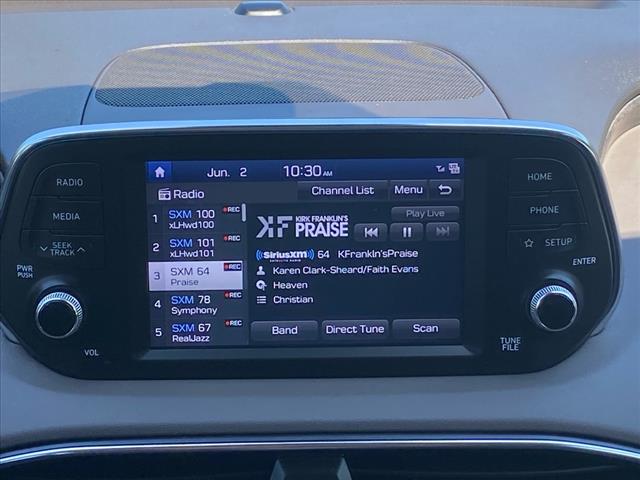 Jun. 2 10:30 AM
Radio Channel List Menu
1 SXM 100 REC
xLHwd100
2 SXM 101 REC
xLHwd101
3 SXM 64 REC
Praise
4 SXM 78 REC
Symphony
5 SXM 67 REC
RealJazz
KF KIRK FRANKLIN'S
PRAISE
Play Live
SiriusXM 64 KFrankln'sPraise
SATELLITE RADIO
Karen Clark-Sheard/Faith Evans
Heaven
Christian
Band Direct Tune Scan
RADIO
MEDIA
SEEK
TRACK
PWR
PUSH
VOL
HOME
PHONE
SETUP
ENTER
TUNE
FILE